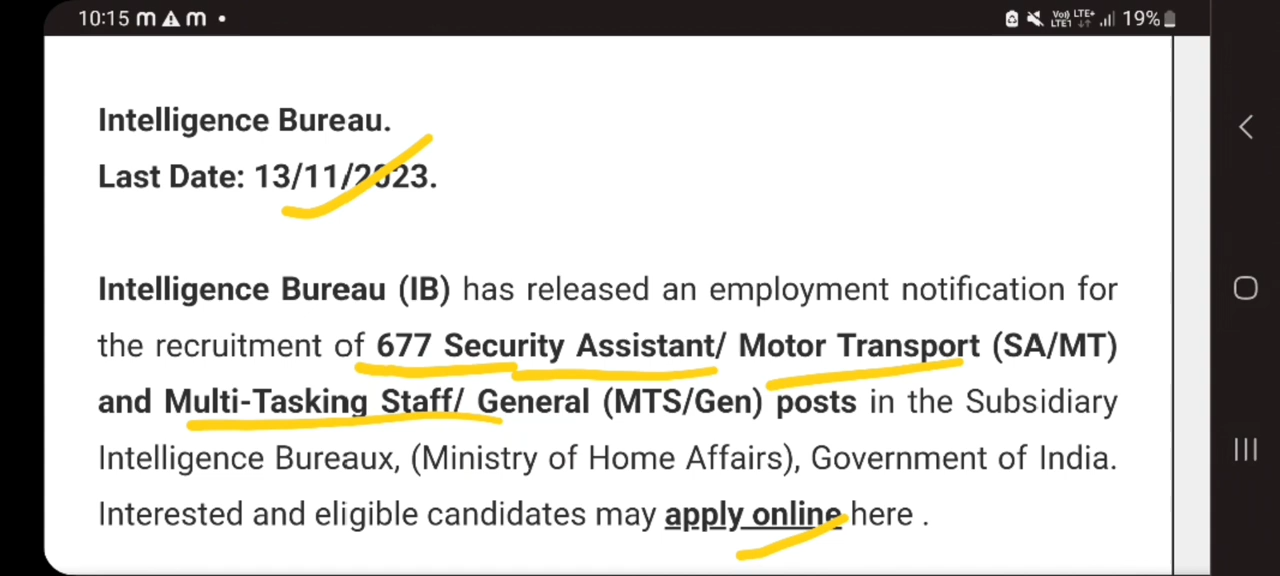 10:15 m m •
Vo) LTE+
LTE1 19%
Intelligence Bureau.
Last Date: 13/11/2023.
Intelligence Bureau (IB) has released an employment notification for
the recruitment of 677 Security Assistant/ Motor Transport (SA/MT)
and Multi-Tasking Staff/ General (MTS/Gen) posts in the Subsidiary
Intelligence Bureaux, (Ministry of Home Affairs), Government of India.
Interested and eligible candidates may apply online here .